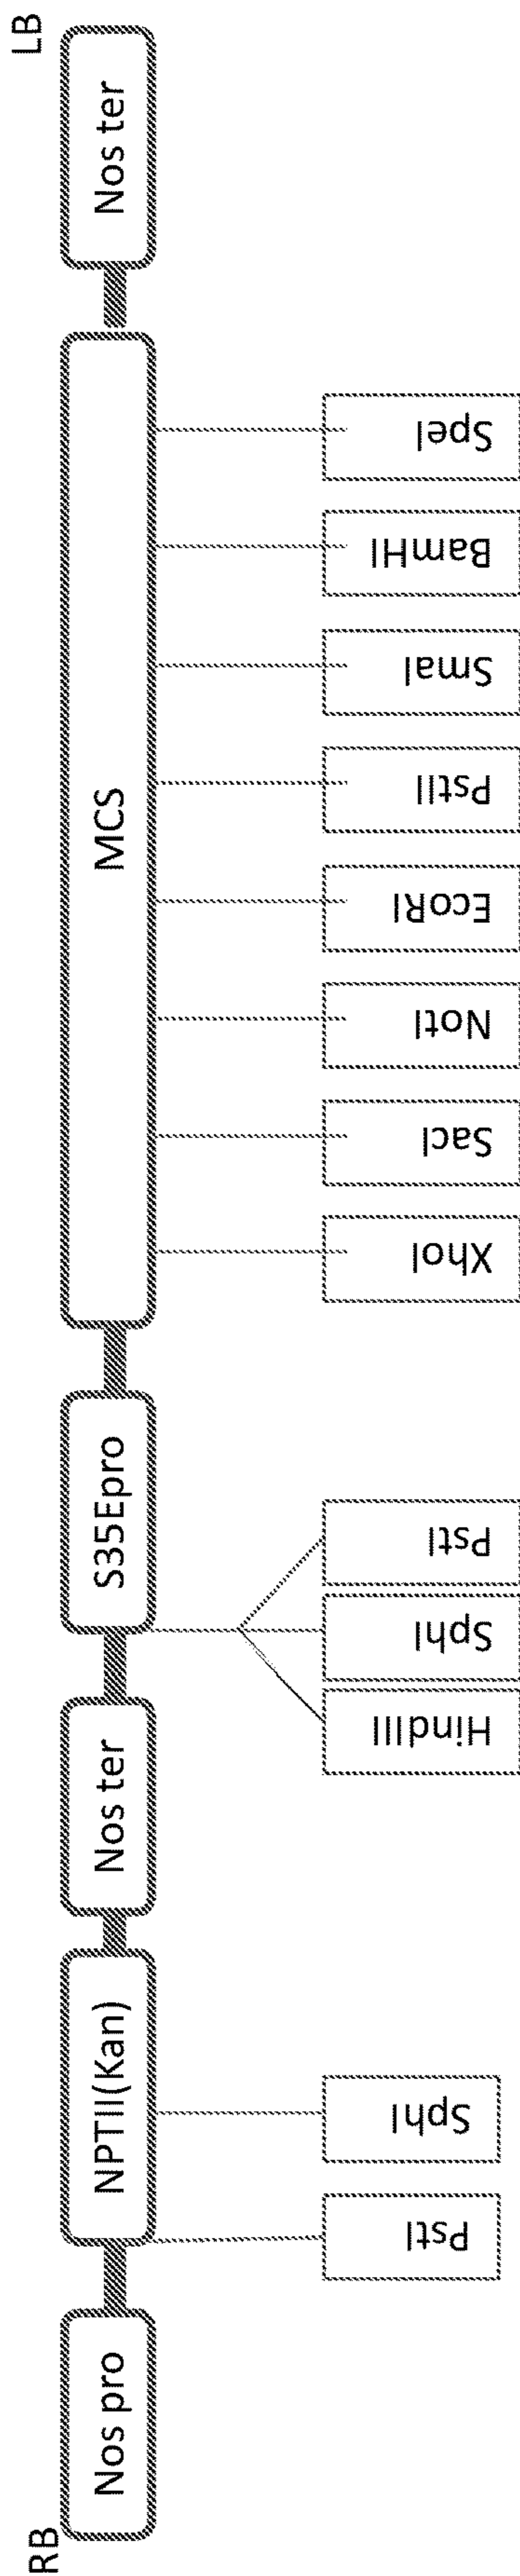 RB
LB
Nos pro
NPTII(Kan)
Nos ter
S35Epro
MCS
Nos ter
PstI
SphI
HindIII
SphI
PstI
XhoI
SacI
NotI
EcoRI
PstII
SmaI
BamHI
SpeI